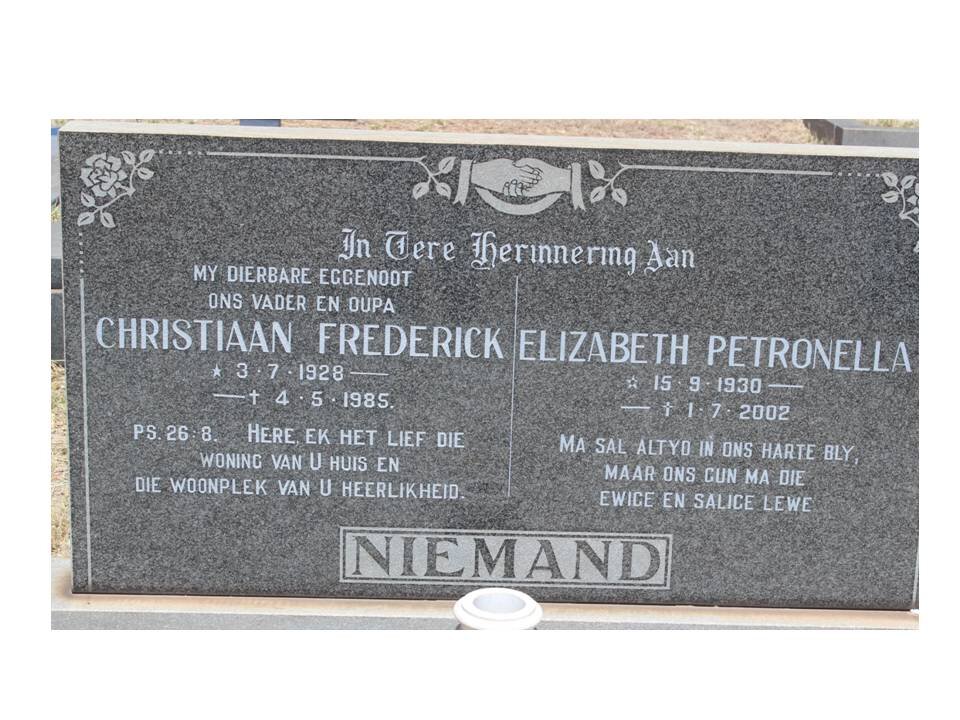 In Tere Herinnering Aan
MY DIERBARE EGGENOOT
ONS VADER EN OUPA
CHRISTIAAN FREDERICK
★ 3·7·1928 —
— † 4·5·1985.
PS. 26:8. HERE, EK HET LIEF DIE
WONING VAN U HUIS EN
DIE WOONPLEK VAN U HEERLIKHEID.
ELIZABETH PETRONELLA
☆ 15·9·1930 —
— † 1·7·2002
MA SAL ALTYD IN ONS HARTE BLY,
MAAR ONS GUN MA DIE
EWIGE EN SALIGE LEWE
NIEMAND